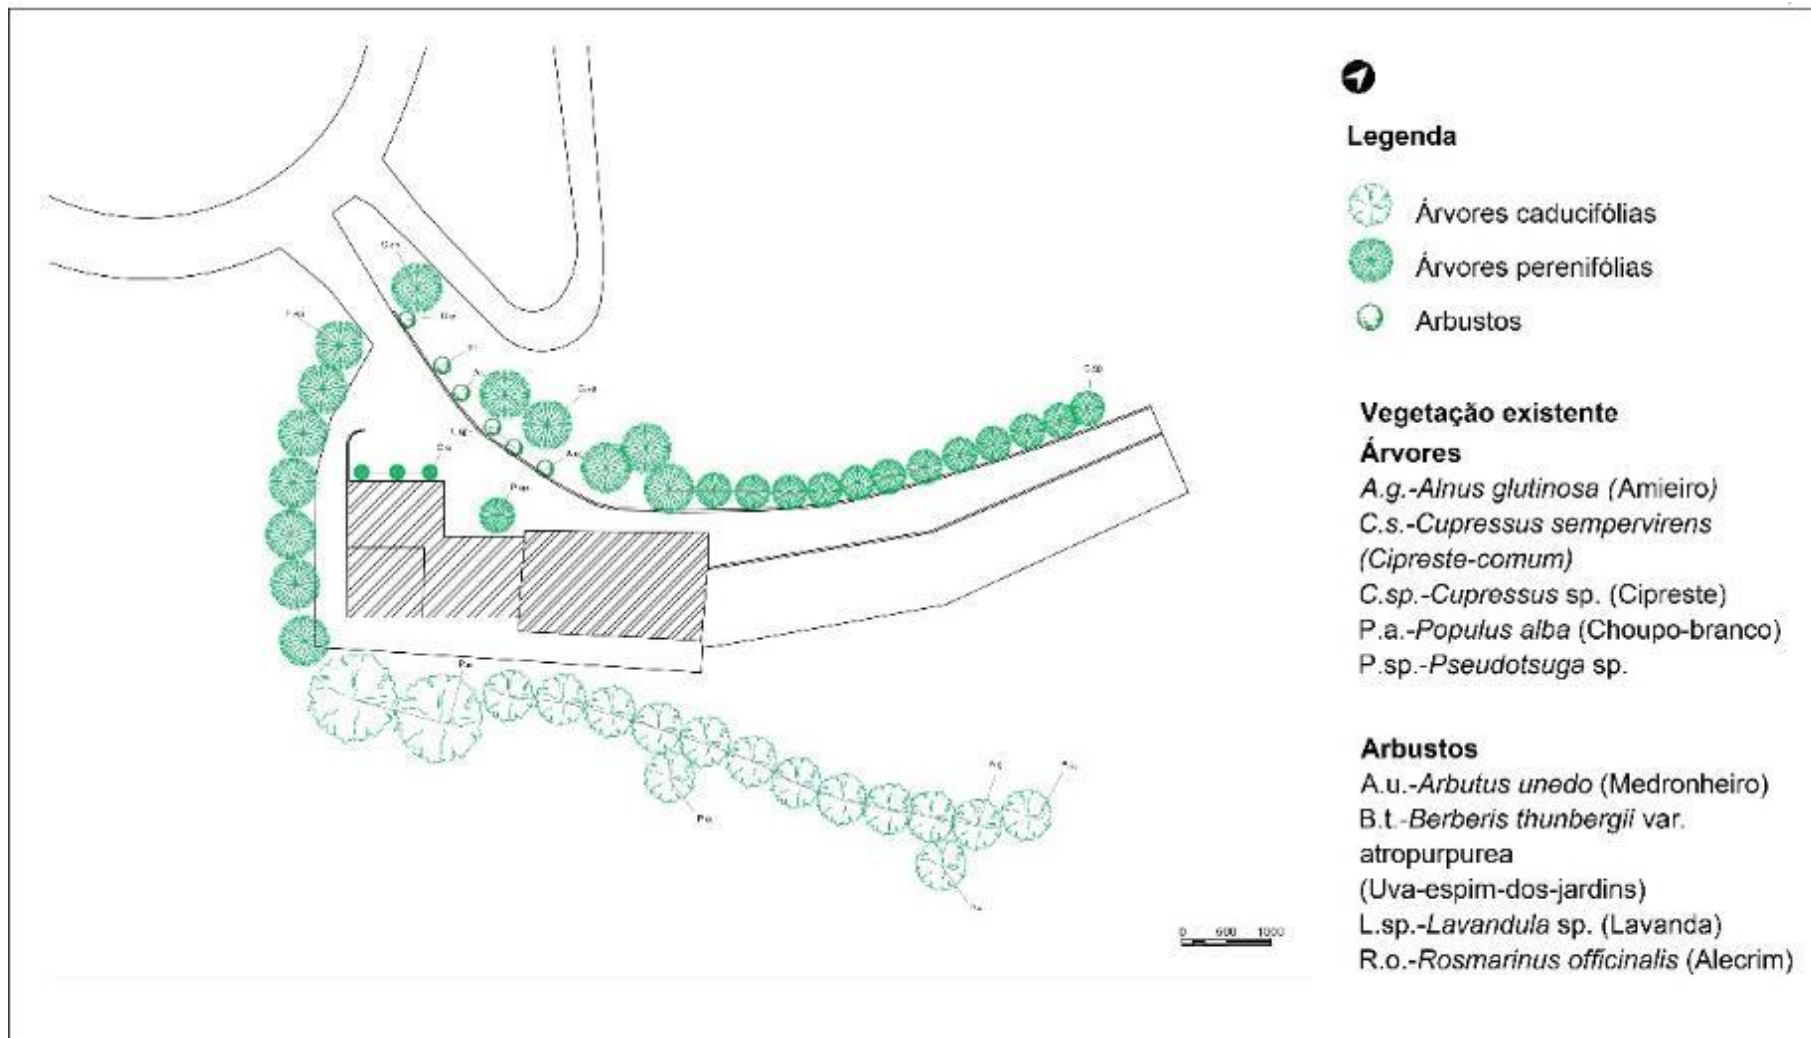 Legenda
Árvores caducifólias
Árvores perenifólias
Arbustos
Vegetação existente
Árvores
A.g.-Alnus glutinosa (Amieiro)
C.s.-Cupressus sempervirens
(Cipreste-comum)
C.sp.-Cupressus sp. (Cipreste)
P.a.-Populus alba (Choupo-branco)
P.sp.-Pseudotsuga sp.
Arbustos
A.u.-Arbutus unedo (Medronheiro)
B.t.-Berberis thunbergii var.
atropurpurea
(Uva-espim-dos-jardins)
L.sp.-Lavandula sp. (Lavanda)
R.o.-Rosmarinus officinalis (Alecrim)
C.sp.
A.g.
0 500 1000